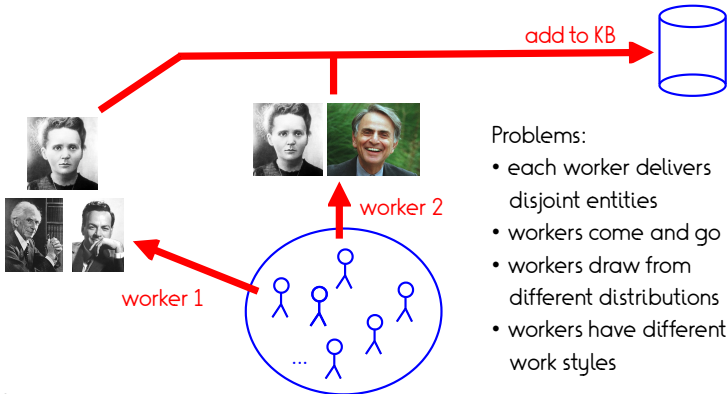 add to KB
worker 2
worker 1
...
Problems:
• each worker delivers
disjoint entities
• workers come and go
• workers draw from
different distributions
• workers have different
work styles